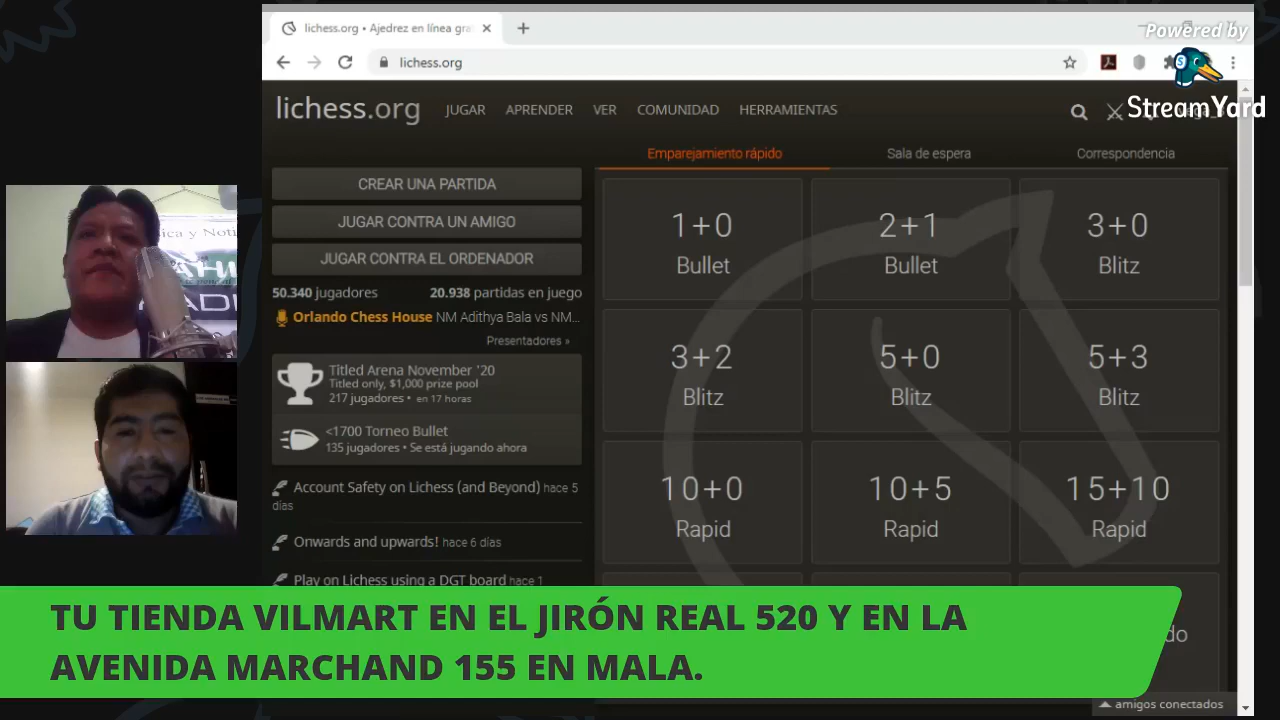 lichess.org • Ajedrez en línea gra
lichess.org
Powered by
StreamYard
lichess.org
JUGAR
APRENDER
VER
COMUNIDAD
HERRAMIENTAS
Emparejamiento rápido
Sala de espera
Correspondencia
CREAR UNA PARTIDA
JUGAR CONTRA UN AMIGO
JUGAR CONTRA EL ORDENADOR
50.340 jugadores
20.938 partidas en juego
Orlando Chess House NM Adithya Bala vs NM...
Presentadores »
Titled Arena November '20
Titled only, $1,000 prize pool
217 jugadores • en 17 horas
<1700 Torneo Bullet
135 jugadores • Se está jugando ahora
Account Safety on Lichess (and Beyond) hace 5
días
Onwards and upwards! hace 6 días
Play on Lichess using a DGT board hace 1
1+0
Bullet
2+1
Bullet
3+0
Blitz
3+2
Blitz
5+0
Blitz
5+3
Blitz
10+0
Rapid
10+5
Rapid
15+10
Rapid
do
amigos conectados
TU TIENDA VILMART EN EL JIRÓN REAL 520 Y EN LA
AVENIDA MARCHAND 155 EN MALA.